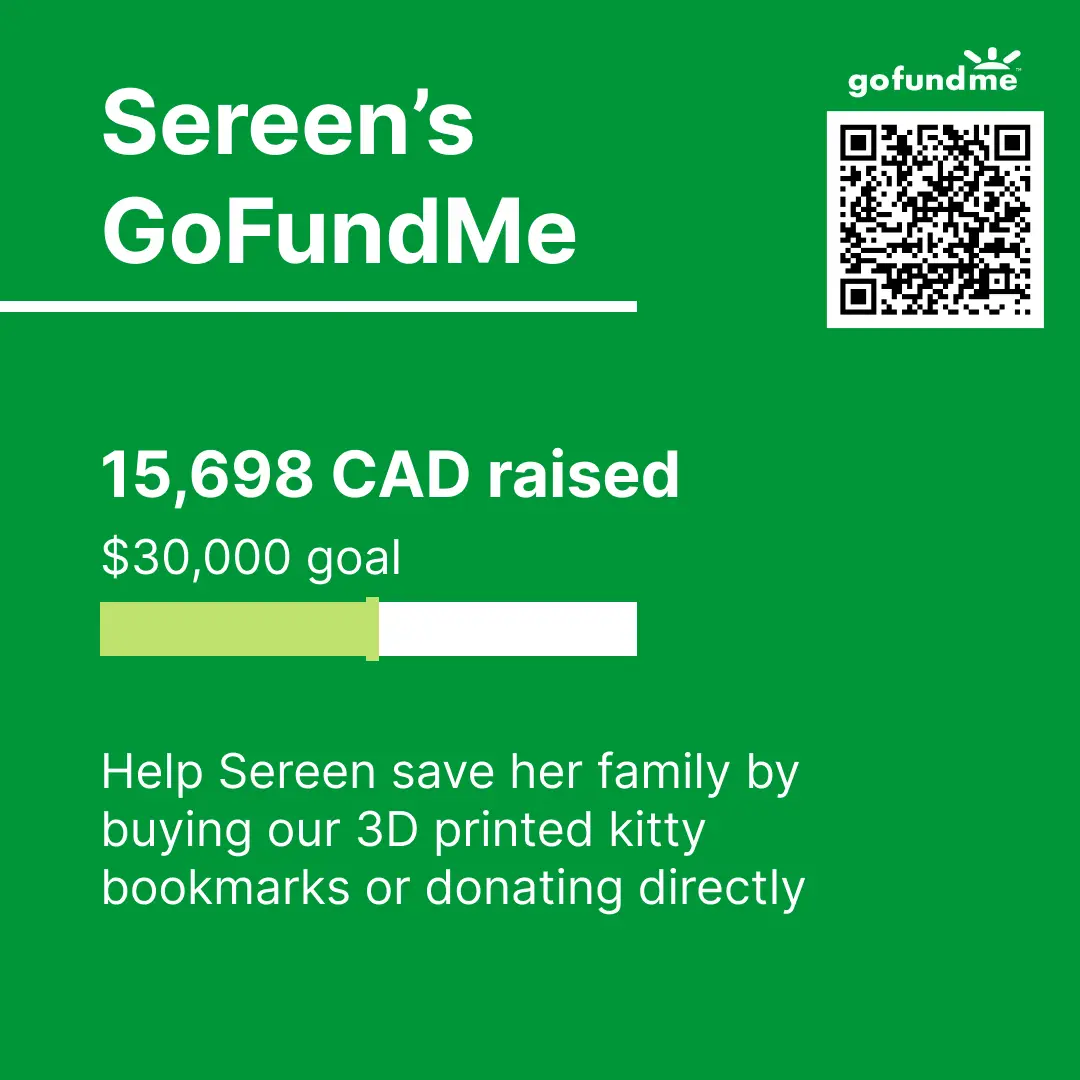 gofundme
Sereen’s
GoFundMe
15,698 CAD raised
$30,000 goal
Help Sereen save her family by
buying our 3D printed kitty
bookmarks or donating directly